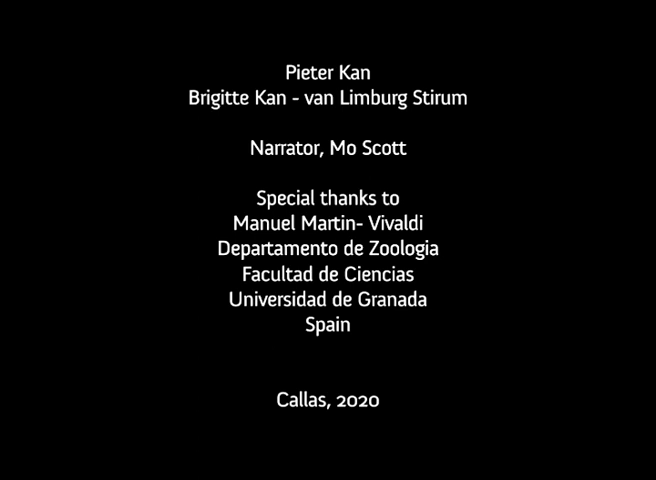 Pieter Kan
Brigitte Kan - van Limburg Stirum
Narrator, Mo Scott
Special thanks to
Manuel Martin- Vivaldi
Departamento de Zoologia
Facultad de Ciencias
Universidad de Granada
Spain
Callas, 2020